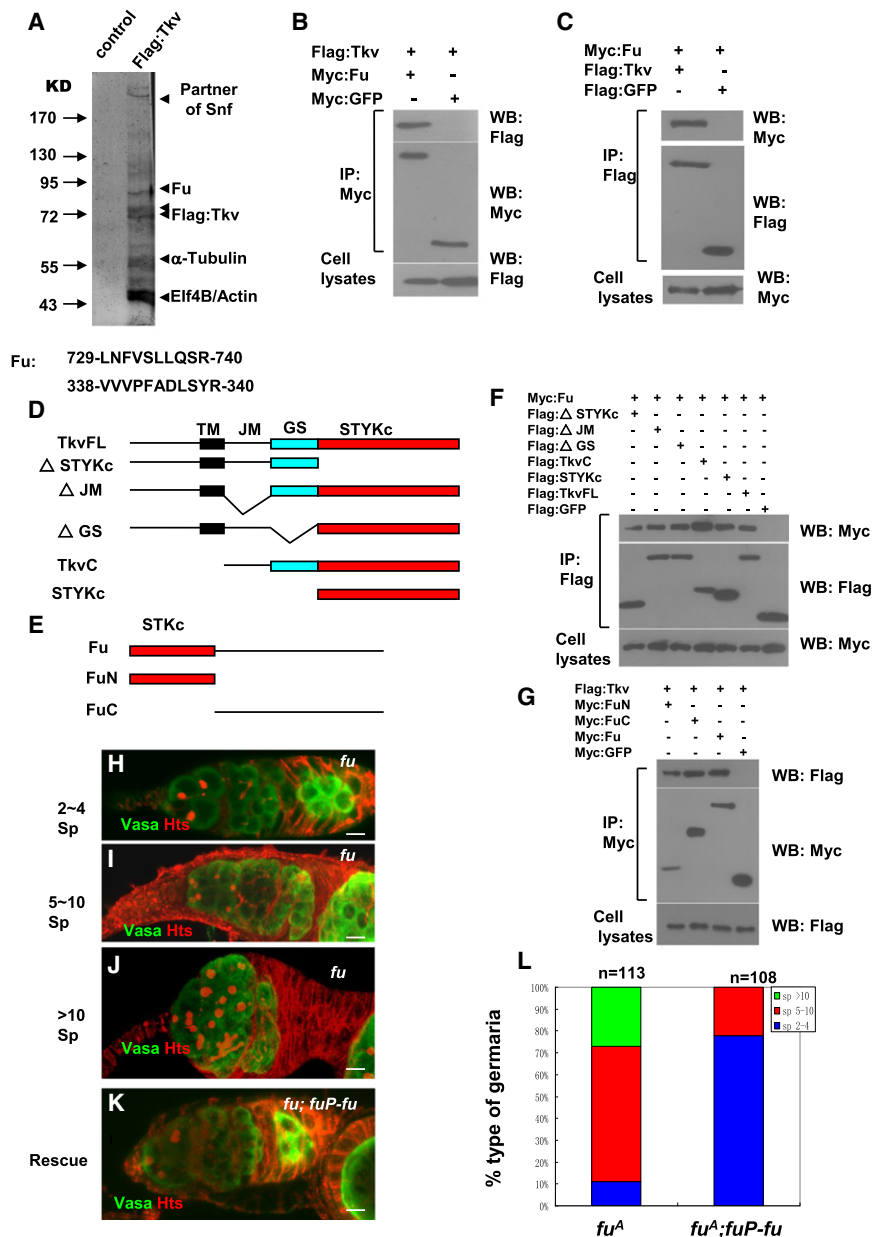 A
control
Flag:Tkv
KD
170
130
95
72
55
43
Partner
of Snf
Fu
Flag:Tkv
α-Tubulin
Elf4B/Actin
Fu:
729-LNFVSLLQSR-740
338-VVVPFADLSYR-340
B
Flag:Tkv + +
Myc:Fu + -
Myc:GFP - +
IP:
Myc
WB:
Flag
WB:
Myc
Cell
lysates
WB:
Flag
C
Myc:Fu + +
Flag:Tkv + -
Flag:GFP - +
IP:
Flag
WB:
Myc
WB:
Flag
Cell
lysates
WB:
Myc
D
TM JM GS STYKc
TkvFL
△ STYKc
△ JM
△ GS
TkvC
STYKc
E
STKc
Fu
FuN
FuC
F
Myc:Fu + + + + + + +
Flag:△ STYKc + - - - - - -
Flag:△ JM - + - - - - -
Flag:△ GS - - + - - - -
Flag:TkvC - - - + - - -
Flag:STYKc - - - - + - -
Flag:TkvFL - - - - - + -
Flag:GFP - - - - - - +
IP:
Flag
WB: Myc
WB: Flag
Cell
lysates
WB: Myc
G
Flag:Tkv + + + +
Myc:FuN + - - -
Myc:FuC - + - -
Myc:Fu - - + -
Myc:GFP - - - +
IP:
Myc
WB: Flag
WB: Myc
Cell
lysates
WB: Flag
H
fu
2~4
Sp
Vasa Hts
I
fu
5~10
Sp
Vasa Hts
J
fu
>10
Sp
Vasa Hts
K
fu; fuP-fu
Rescue
Vasa Hts
L
n=113
n=108
sp >10
sp 5-10
sp 2-4
% type of germaria
100%
90%
80%
70%
60%
50%
40%
30%
20%
10%
0%
fuA
fuA;fuP-fu